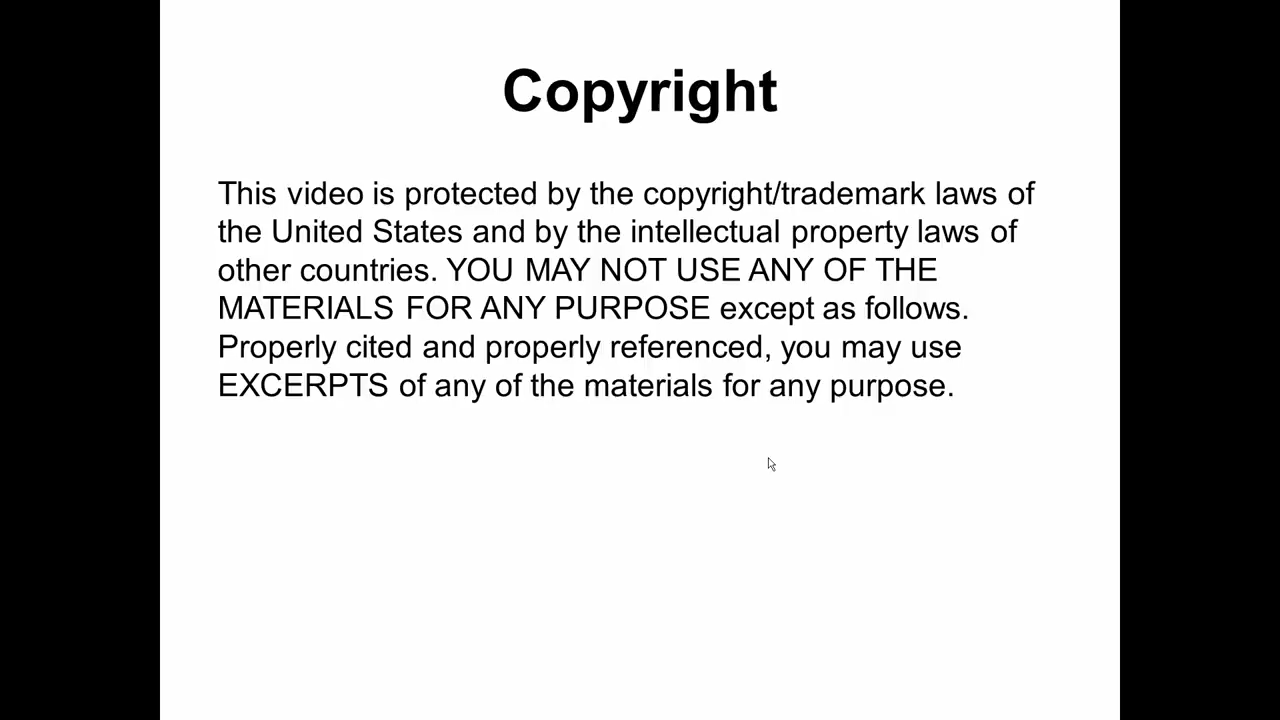 Copyright
This video is protected by the copyright/trademark laws of
the United States and by the intellectual property laws of
other countries. YOU MAY NOT USE ANY OF THE
MATERIALS FOR ANY PURPOSE except as follows.
Properly cited and properly referenced, you may use
EXCERPTS of any of the materials for any purpose.